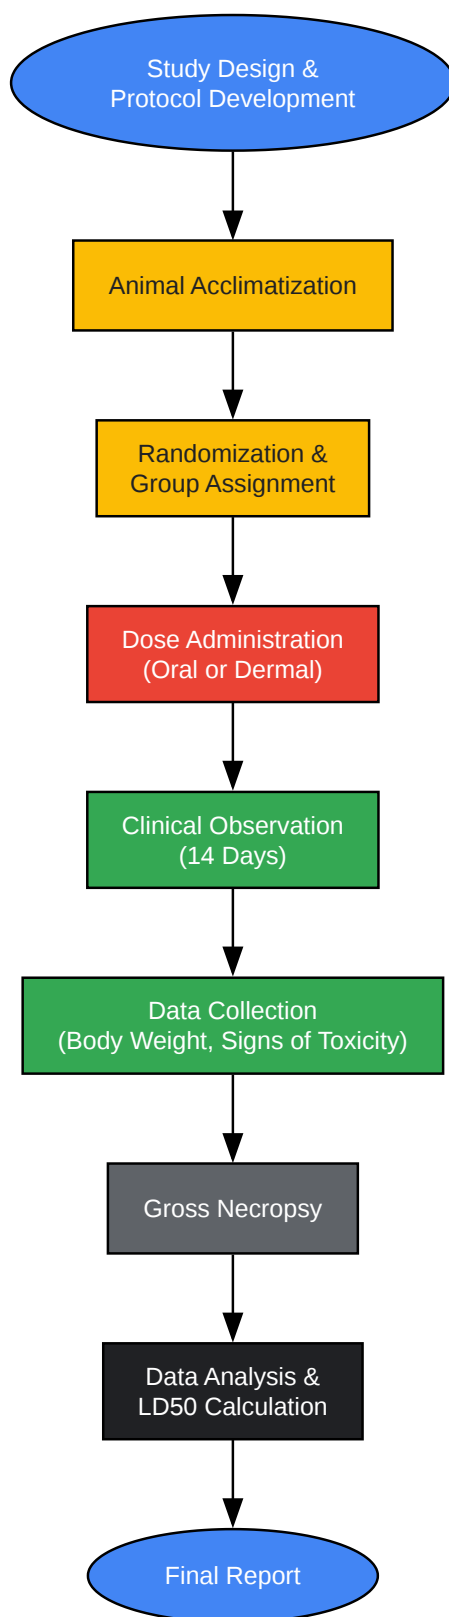 Study Design &
Protocol Development
Animal Acclimatization
Randomization &
Group Assignment
Dose Administration
(Oral or Dermal)
Clinical Observation
(14 Days)
Data Collection
(Body Weight, Signs of Toxicity)
Gross Necropsy
Data Analysis &
LD50 Calculation
Final Report